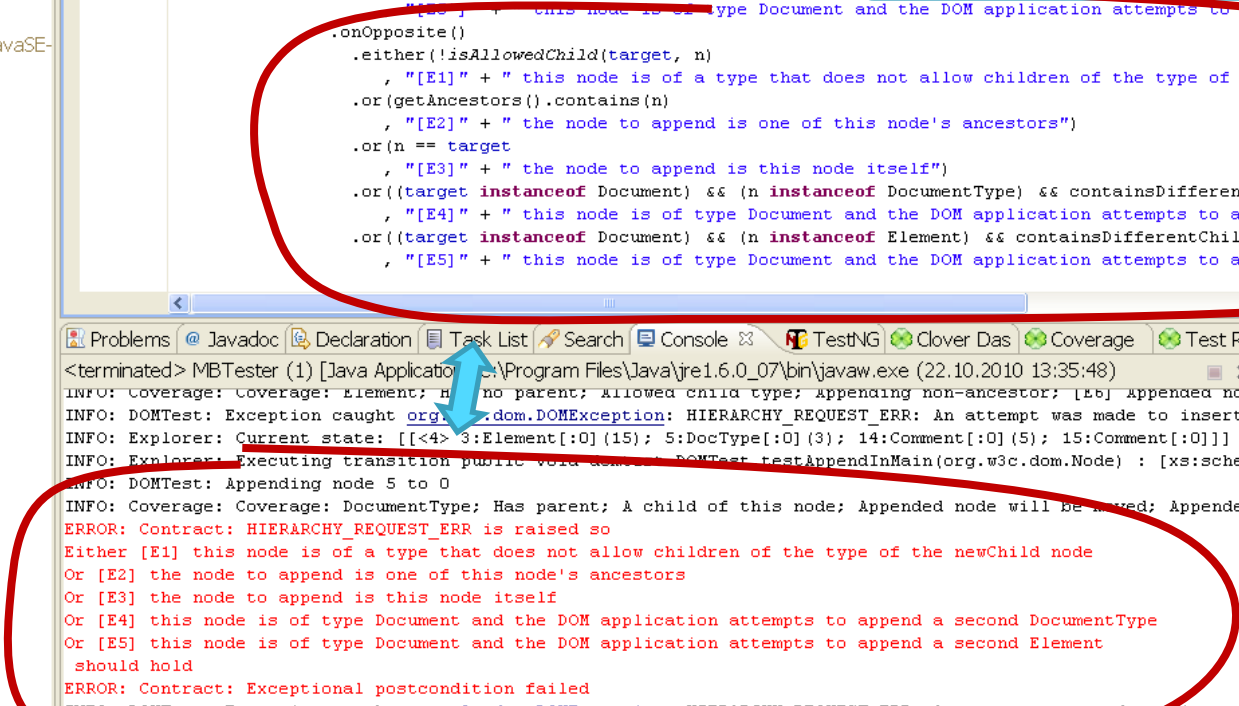 "[E6 ]" + " this node is of type Document and the DOM application attempts to
avaSE-
.onOpposite()
.either(!isAllowedChild(target, n)
, "[E1]" + " this node is of a type that does not allow children of the type of
.or(getAncestors().contains(n)
, "[E2]" + " the node to append is one of this node's ancestors")
.or(n == target
, "[E3]" + " the node to append is this node itself")
.or((target instanceof Document) && (n instanceof DocumentType) && containsDifferen
, "[E4]" + " this node is of type Document and the DOM application attempts to a
.or((target instanceof Document) && (n instanceof Element) && containsDifferentChil
, "[E5]" + " this node is of type Document and the DOM application attempts to a
Problems @ Javadoc Declaration Task List Search Console TestNG Clover Das Coverage Test R
<terminated> MBTester (1) [Java Application] C:\Program Files\Java\jre1.6.0_07\bin\javaw.exe (22.10.2010 13:35:48)
INFO: Coverage: Coverage: Element; Has no parent; Allowed child type; Appending non-ancestor; [E6] Appended no
INFO: DOMTest: Exception caught org.w3c.dom.DOMException: HIERARCHY_REQUEST_ERR: An attempt was made to insert
INFO: Explorer: Current state: [[<4> 3:Element[:0](15); 5:DocType[:0](3); 14:Comment[:0](5); 15:Comment[:0]]]
INFO: Explorer: Executing transition public void DOMTest.testAppendInMain(org.w3c.dom.Node) : [xs:sche
INFO: DOMTest: Appending node 5 to 0
INFO: Coverage: Coverage: DocumentType; Has parent; A child of this node; Appended node will be moved; Appende
ERROR: Contract: HIERARCHY_REQUEST_ERR is raised so
Either [E1] this node is of a type that does not allow children of the type of the newChild node
Or [E2] the node to append is one of this node's ancestors
Or [E3] the node to append is this node itself
Or [E4] this node is of type Document and the DOM application attempts to append a second DocumentType
Or [E5] this node is of type Document and the DOM application attempts to append a second Element
should hold
ERROR: Contract: Exceptional postcondition failed